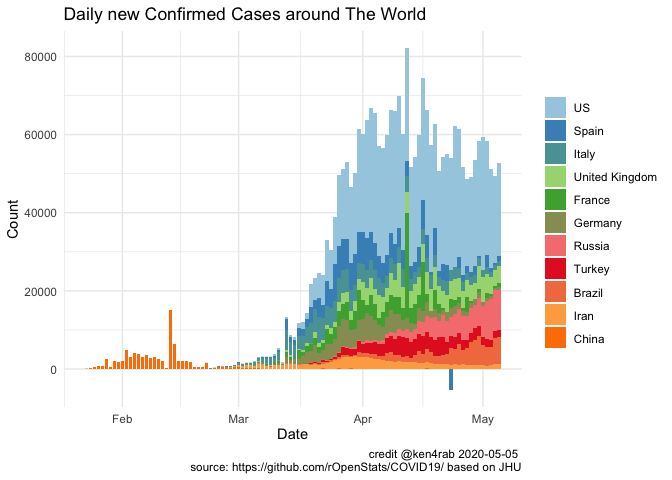 Daily new Confirmed Cases around The World
Count
80000
60000
40000
20000
0
Feb
Mar
Apr
May
Date
US
Spain
Italy
United Kingdom
France
Germany
Russia
Turkey
Brazil
Iran
China
credit @ken4rab 2020-05-05
source: https://github.com/rOpenStats/COVID19/ based on JHU